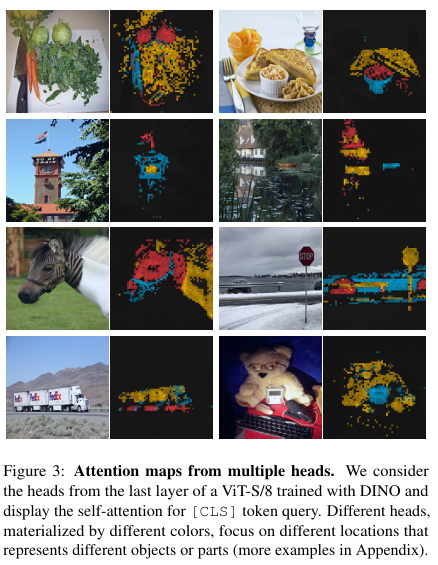 STOP
FedEx FedEx FedEx
Figure 3: Attention maps from multiple heads. We consider
the heads from the last layer of a ViT-S/8 trained with DINO and
display the self-attention for [CLS] token query. Different heads,
materialized by different colors, focus on different locations that
represents different objects or parts (more examples in Appendix).